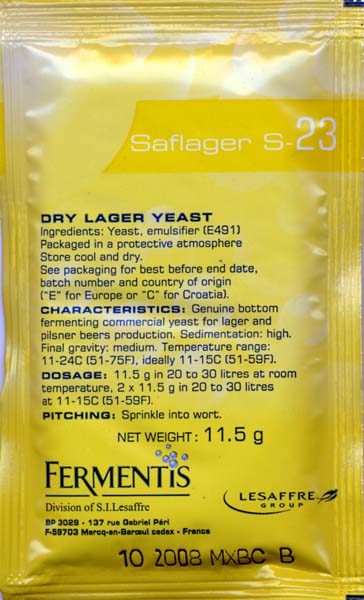 Saflager S-23
DRY LAGER YEAST
Ingredients: Yeast, emulsifier (E491)
Packaged in a protective atmosphere
Store cool and dry.
See packaging for best before end date,
batch number and country of origin
("E" for Europe or "C" for Croatia).
CHARACTERISTICS: Genuine bottom
fermenting commercial yeast for lager and
pilsner beers production. Sedimentation: high.
Final gravity: medium. Temperature range:
11-24C (51-75F), ideally 11-15C (51-59F).
DOSAGE: 11.5 g in 20 to 30 litres at room
temperature, 2 x 11.5 g in 20 to 30 litres
at 11-15C (51-59F).
PITCHING: Sprinkle into wort.
NET WEIGHT: 11.5 g
FERMENTIS
Division of S.I.Lesaffre
LESAFFRE
GROUP
BP 3029 - 137 rue Gabriel Péri
F-59703 Marcq-en-Barœul cedex - France
10 2008 MXBC B